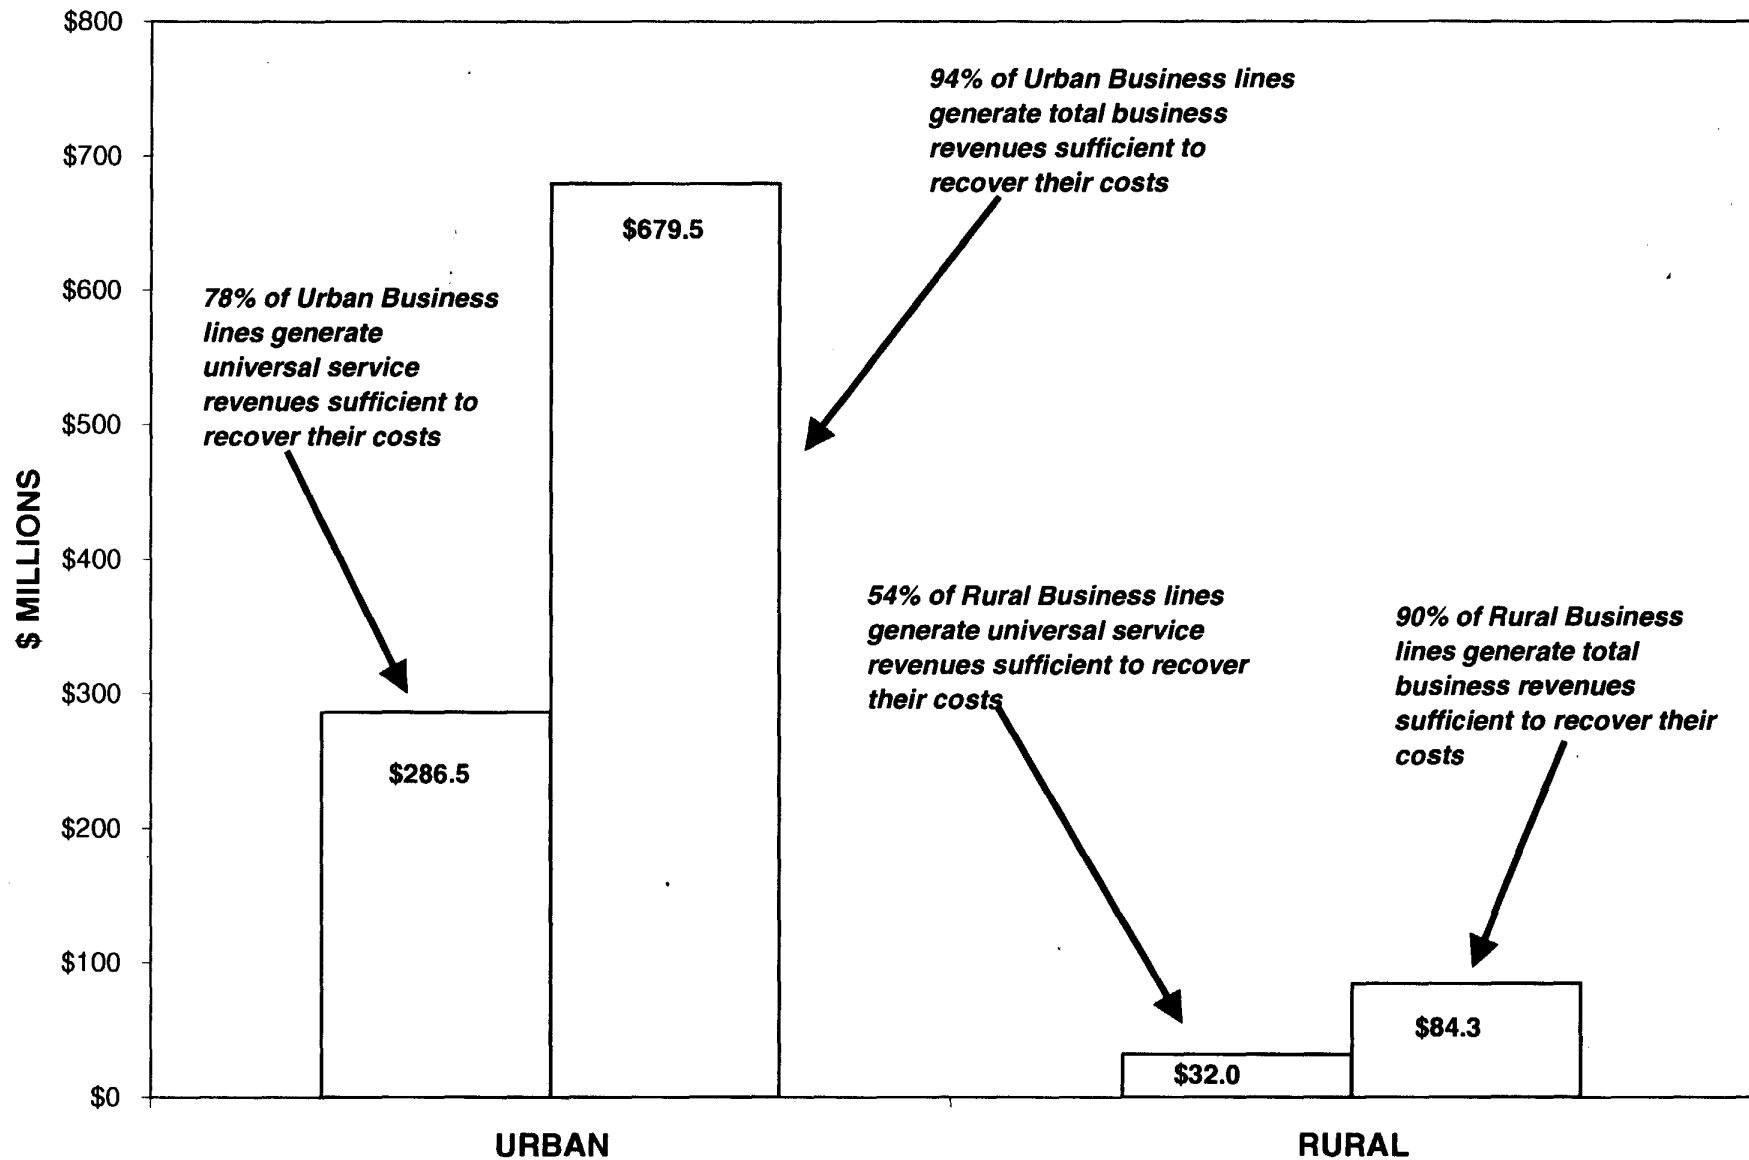 $800
$700
$600
$500
$400
$300
$200
$100
$0
$ MILLIONS
78% of Urban Business
lines generate
universal service
revenues sufficient to
recover their costs
$286.5
$679.5
94% of Urban Business lines
generate total business
revenues sufficient to
recover their costs
54% of Rural Business lines
generate universal service
revenues sufficient to recover
their costs
$32.0
90% of Rural Business
lines generate total
business revenues
sufficient to recover their
costs
$84.3
URBAN
RURAL